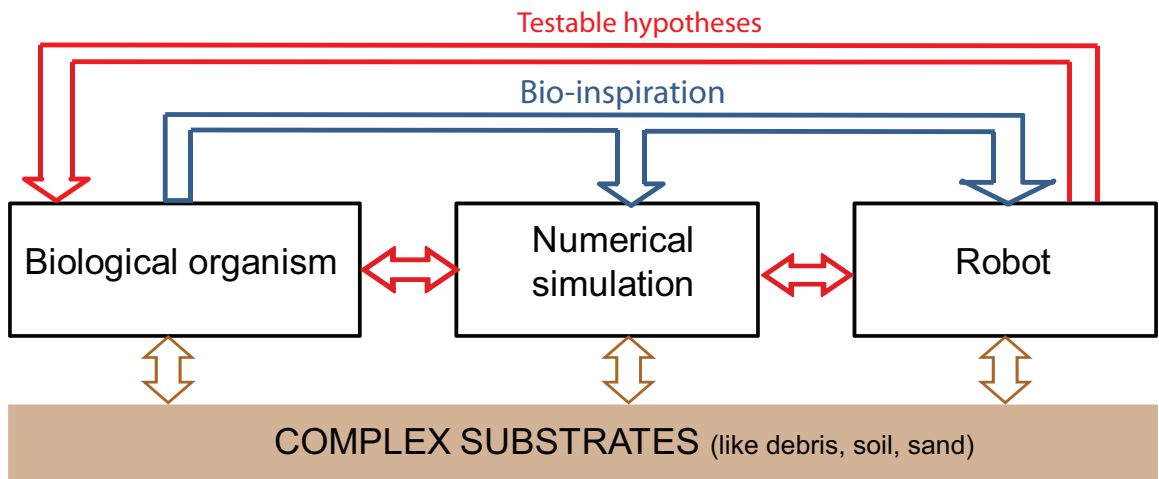 Testable hypotheses
Bio-inspiration
Biological organism
Numerical
simulation
Robot
COMPLEX SUBSTRATES (like debris, soil, sand)